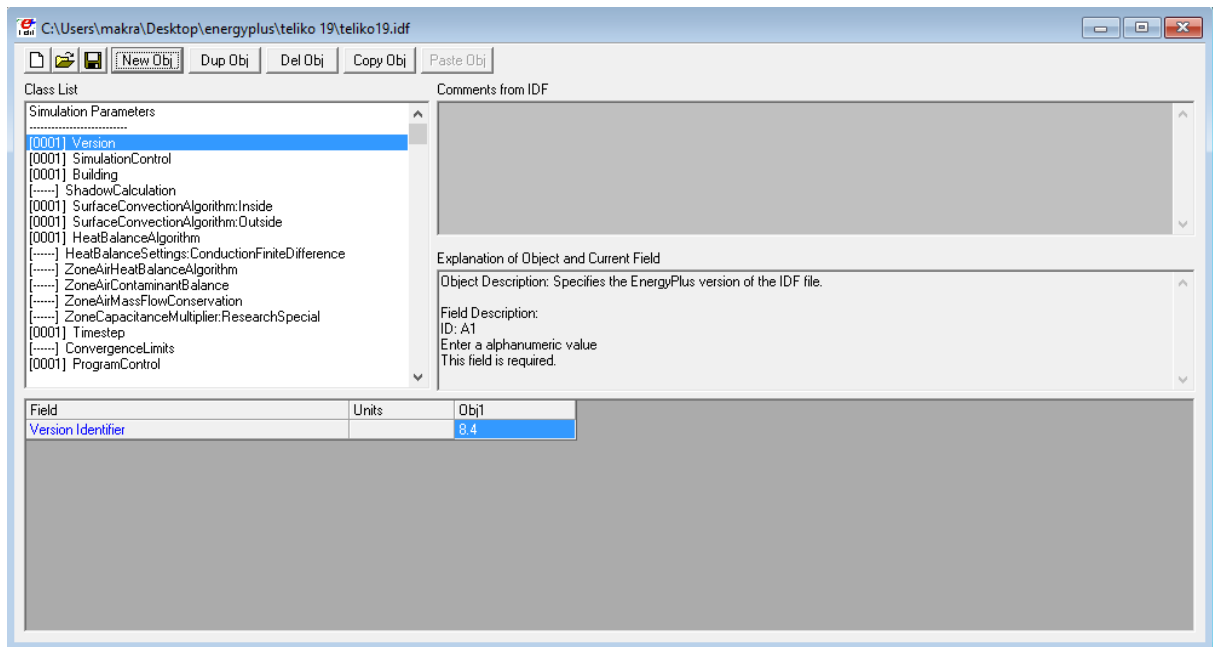 C:\Users\makra\Desktop\energyplus\teliko 19\teliko19.idf
New Obj Dup Obj Del Obj Copy Obj Paste Obj
Class List
Simulation Parameters
--------------------------
[0001] Version
[0001] SimulationControl
[0001] Building
[------] ShadowCalculation
[0001] SurfaceConvectionAlgorithm:Inside
[0001] SurfaceConvectionAlgorithm:Outside
[0001] HeatBalanceAlgorithm
[------] HeatBalanceSettings:ConductionFiniteDifference
[------] ZoneAirHeatBalanceAlgorithm
[------] ZoneAirContaminantBalance
[------] ZoneAirMassFlowConservation
[------] ZoneCapacitanceMultiplier:ResearchSpecial
[0001] Timestep
[------] ConvergenceLimits
[0001] ProgramControl
Comments from IDF
Explanation of Object and Current Field
Object Description: Specifies the EnergyPlus version of the IDF file.
Field Description:
ID: A1
Enter a alphanumeric value
This field is required.
Field Units Obj1
Version Identifier 8.4